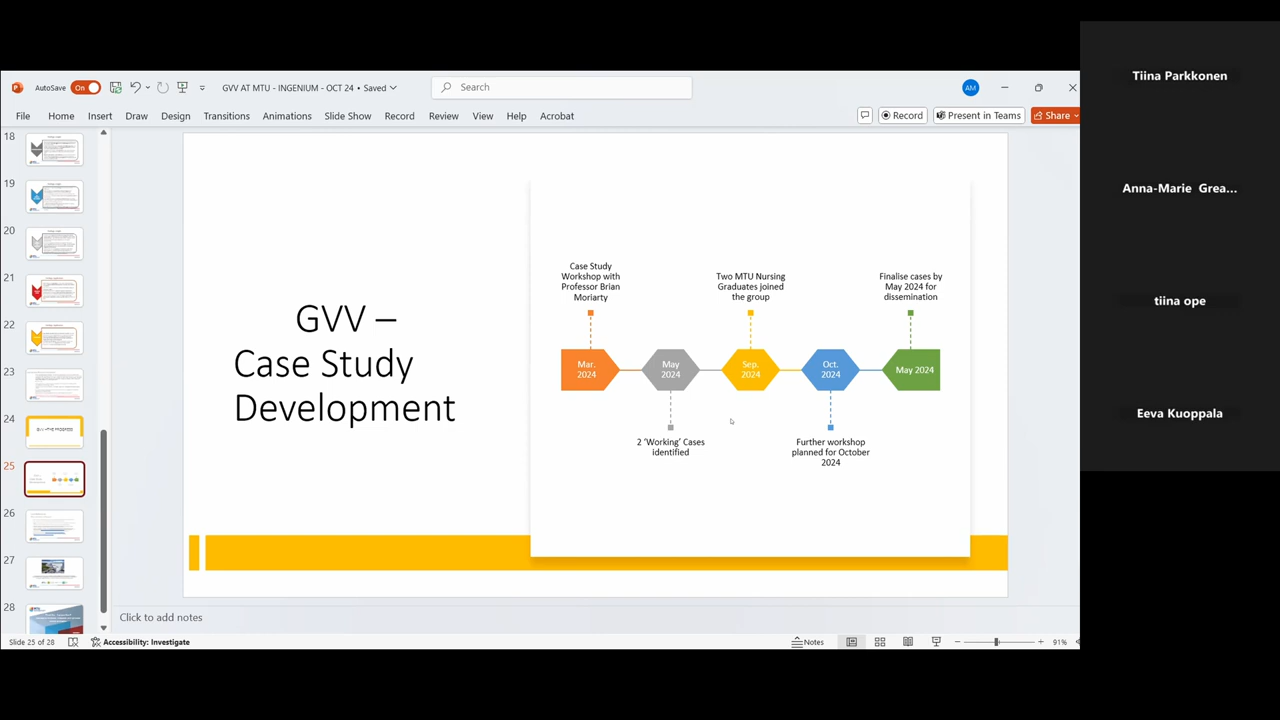 AutoSave
On
GVV AT MTU - INGENIUM - OCT 24 • Saved
Search
AM
File
Home
Insert
Draw
Design
Transitions
Animations
Slide Show
Record
Review
View
Help
Acrobat
Record
Present in Teams
Share
18
19
20
21
22
23
24
25
26
27
28
GVV –
Case Study
Development
Case Study
Workshop with
Professor Brian
Moriarty
Two MTU Nursing
Graduates joined
the group
Finalise cases by
May 2024 for
dissemination
Mar.
2024
May
2024
Sep.
2024
Oct.
2024
May 2024
2 ‘Working’ Cases
identified
Further workshop
planned for October
2024
Click to add notes
Slide 25 of 28
Accessibility: Investigate
Notes
91%
Tiina Parkkonen
Anna-Marie Grea...
tiina ope
Eeva Kuoppala